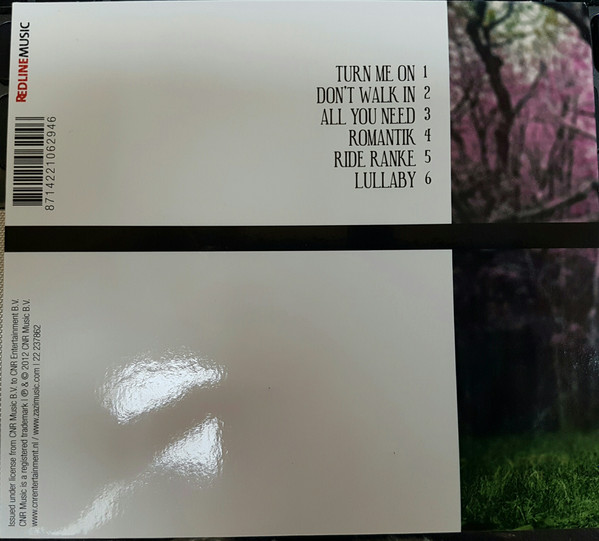 REDLINEMUSIC
TURN ME ON 1
DON'T WALK IN 2
ALL YOU NEED 3
ROMANTIK 4
RIDE RANKE 5
LULLABY 6
8714221062946
Issued under license from CNR Music B.V. to CNR Entertainment B.V.
CNR Music is a registered trademark | ℗ & © 2012 CNR Music B.V.
www.cnrentertainment.nl / www.zazimusic.com | 22 237862